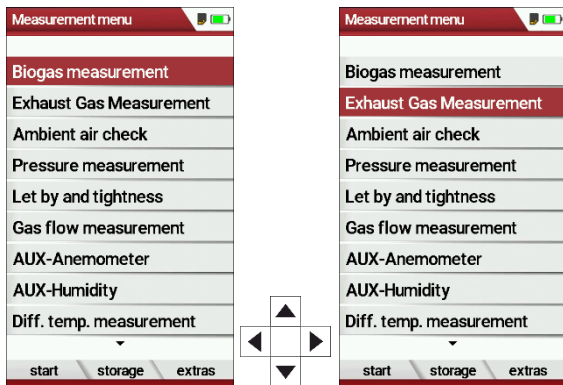 Measurement menu
Biogas measurement
Exhaust Gas Measurement
Ambient air check
Pressure measurement
Let by and tightness
Gas flow measurement
AUX-Anemometer
AUX-Humidity
Diff. temp. measurement
start storage extras
Measurement menu
Biogas measurement
Exhaust Gas Measurement
Ambient air check
Pressure measurement
Let by and tightness
Gas flow measurement
AUX-Anemometer
AUX-Humidity
Diff. temp. measurement
start storage extras